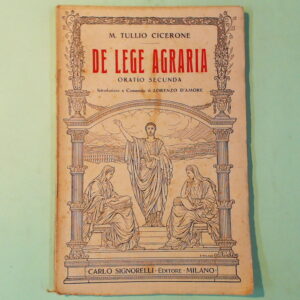 M. TULLIO CICERONE
DE LEGE AGRARIA
ORATIO SECUNDA
Introduzione e Commento di LORENZO D'AMORE
CARLO SIGNORELLI-EDITORE-MILANO